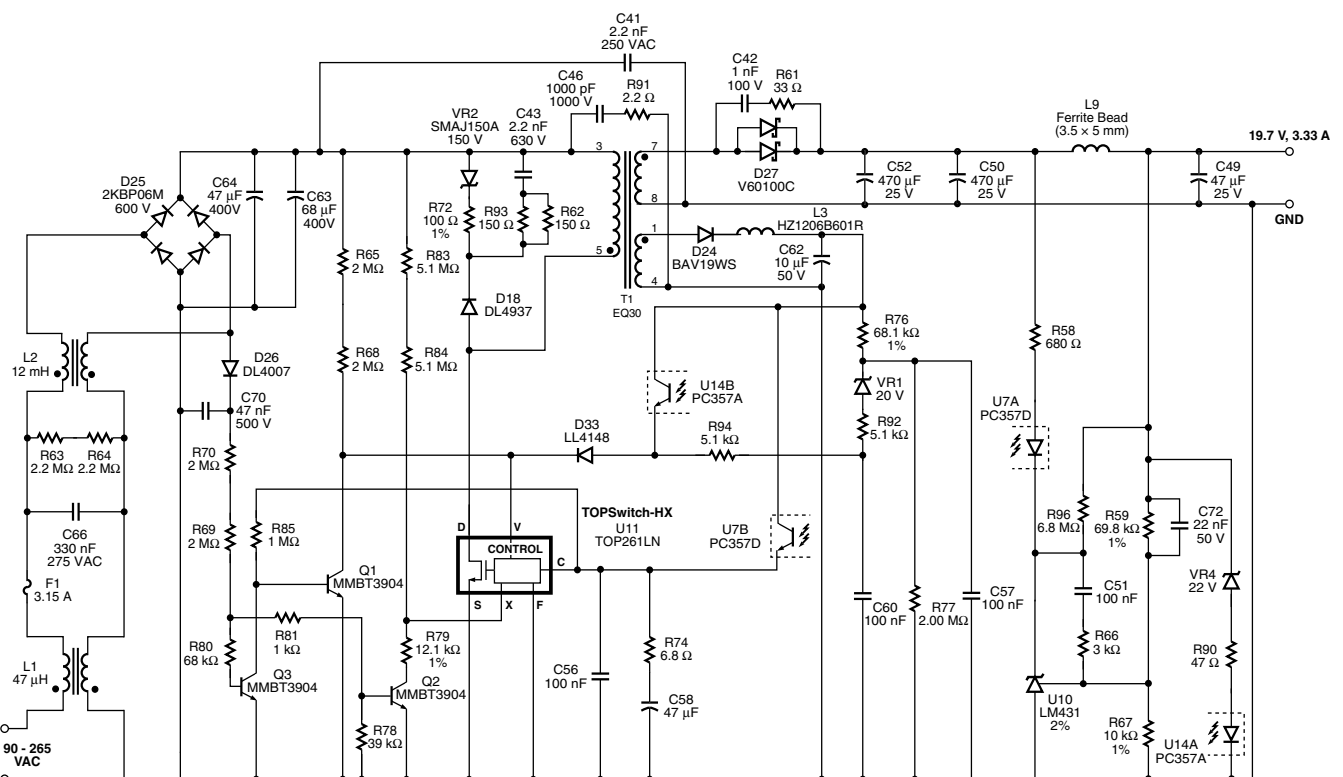 C41
2.2 nF
250 VAC
C46
1000 pF
1000 V
R91
2.2 Ω
C42
1 nF
100 V
R61
33 Ω
L9
Ferrite Bead
(3.5 × 5 mm)
19.7 V, 3.33 A
VR2
SMAJ150A
150 V
C43
2.2 nF
630 V
3
7
D25
2KBP06M
600 V
C64
47 µF
400V
C63
68 µF
400V
D27
V60100C
C52
470 µF
25 V
C50
470 µF
25 V
C49
47 µF
25 V
R72
100 Ω
1%
R93
150 Ω
R62
150 Ω
8
GND
L3
HZ1206B601R
1
5
R65
2 MΩ
R83
5.1 MΩ
D24
BAV19WS
C62
10 µF
50 V
4
T1
EQ30
D18
DL4937
R76
68.1 kΩ
1%
R58
680 Ω
L2
12 mH
D26
DL4007
R68
2 MΩ
R84
5.1 MΩ
U14B
PC357A
VR1
20 V
C70
47 nF
500 V
U7A
PC357D
D33
LL4148
R94
5.1 kΩ
R92
5.1 kΩ
R63
2.2 MΩ
R64
2.2 MΩ
R70
2 MΩ
TOPSwitch-HX
U11
TOP261LN
D
V
CONTROL
C
S
X
F
U7B
PC357D
R96
6.8 MΩ
R59
69.8 kΩ
1%
C72
22 nF
50 V
C66
330 nF
275 VAC
R69
2 MΩ
R85
1 MΩ
Q1
MMBT3904
F1
3.15 A
VR4
22 V
C51
100 nF
C60
100 nF
R77
2.00 MΩ
C57
100 nF
R80
68 kΩ
R81
1 kΩ
R79
12.1 kΩ
1%
R74
6.8 Ω
R66
3 kΩ
R90
47 Ω
L1
47 µH
Q3
MMBT3904
Q2
MMBT3904
C56
100 nF
C58
47 µF
U10
LM431
2%
R67
10 kΩ
1%
U14A
PC357A
R78
39 kΩ
90 - 265
VAC